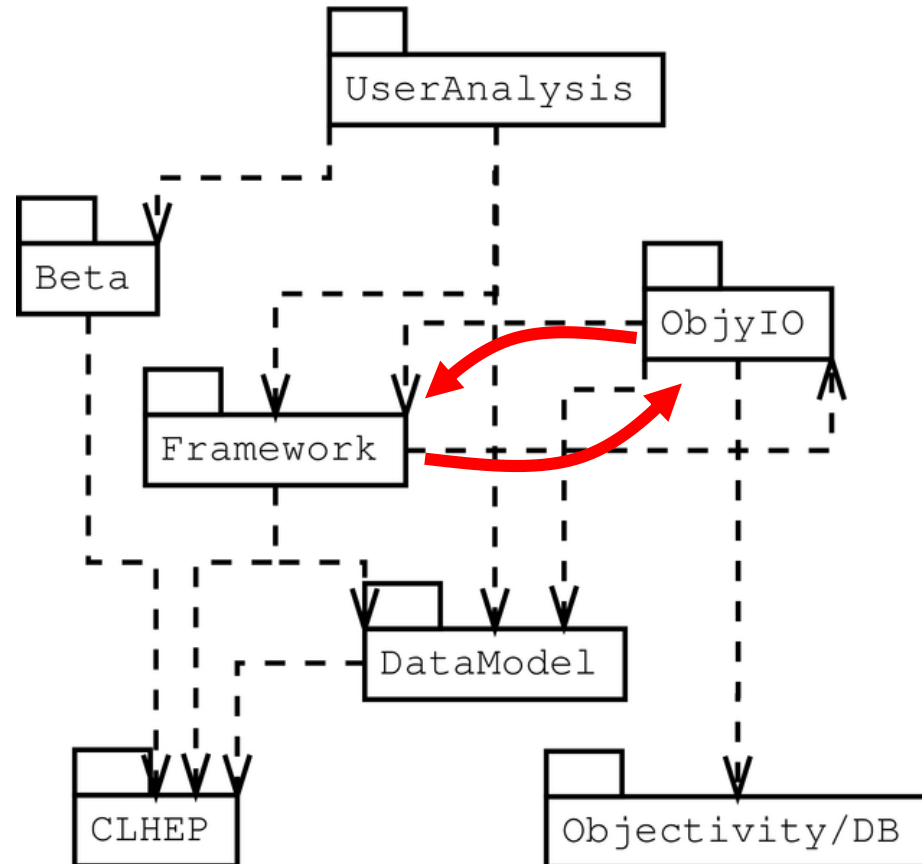 UserAnalysis
Beta
ObjyIO
Framework
DataModel
CLHEP
Objectivity/DB